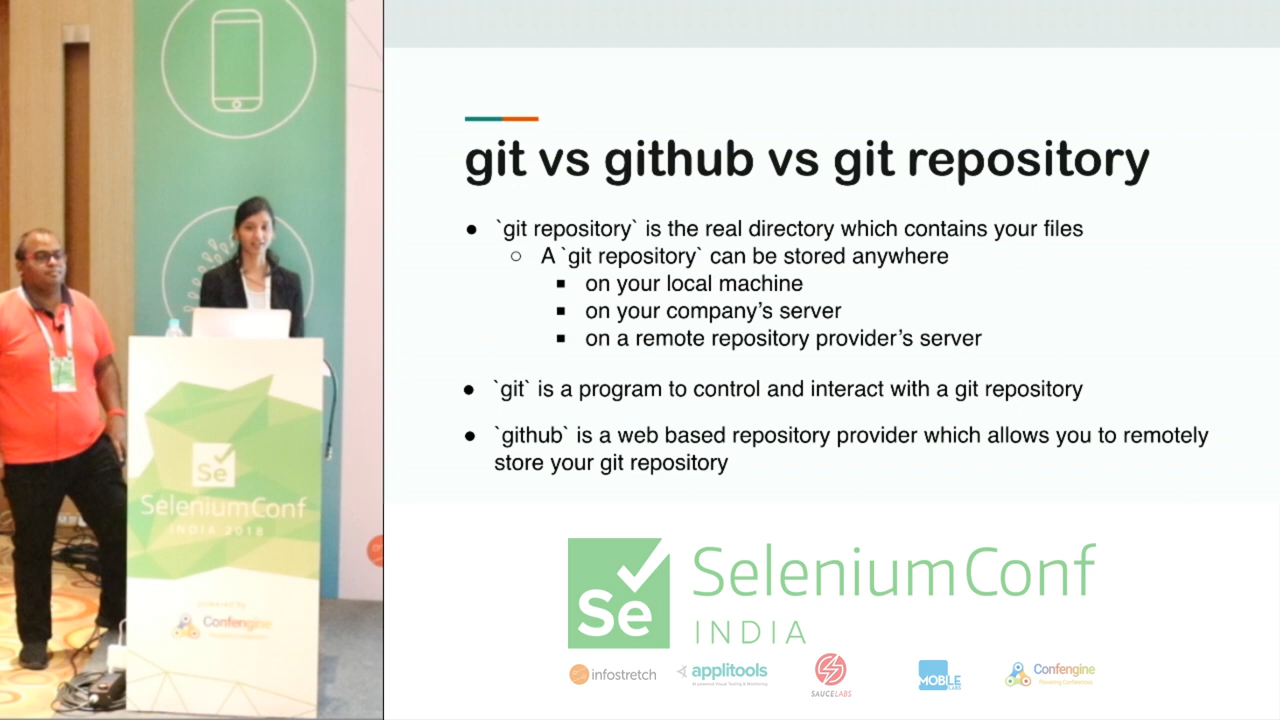 git vs github vs git repository
● `git repository` is the real directory which contains your files
○ A `git repository` can be stored anywhere
■ on your local machine
■ on your company’s server
■ on a remote repository provider’s server
● `git` is a program to control and interact with a git repository
● `github` is a web based repository provider which allows you to remotely
store your git repository
Se
SeleniumConf
INDIA 2018
Confengine
Se
SeleniumConf
INDIA
infostretch
applitools
SAUCELABS
MOBILE
LABS
Confengine